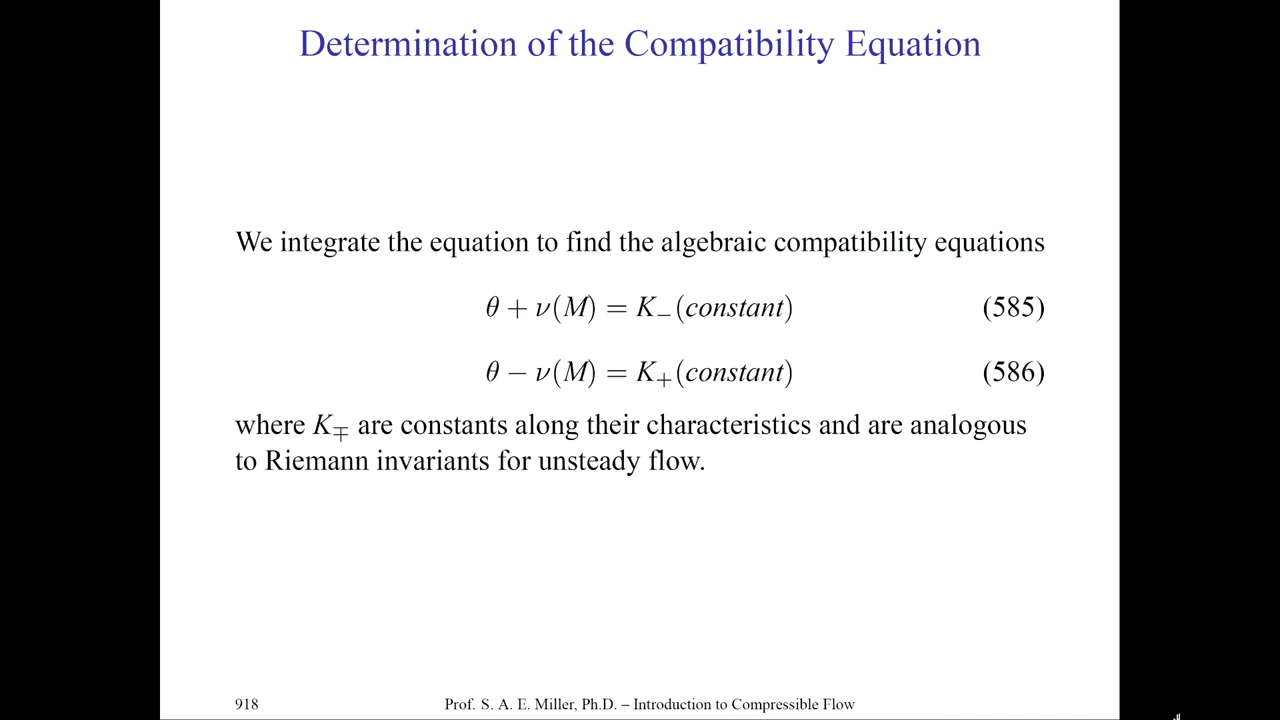 Determination of the Compatibility Equation
We integrate the equation to find the algebraic compatibility equations
θ + ν(M) = K₋(constant) (585)
θ − ν(M) = K₊(constant) (586)
where K∓ are constants along their characteristics and are analogous
to Riemann invariants for unsteady flow.
918 Prof. S. A. E. Miller, Ph.D. – Introduction to Compressible Flow